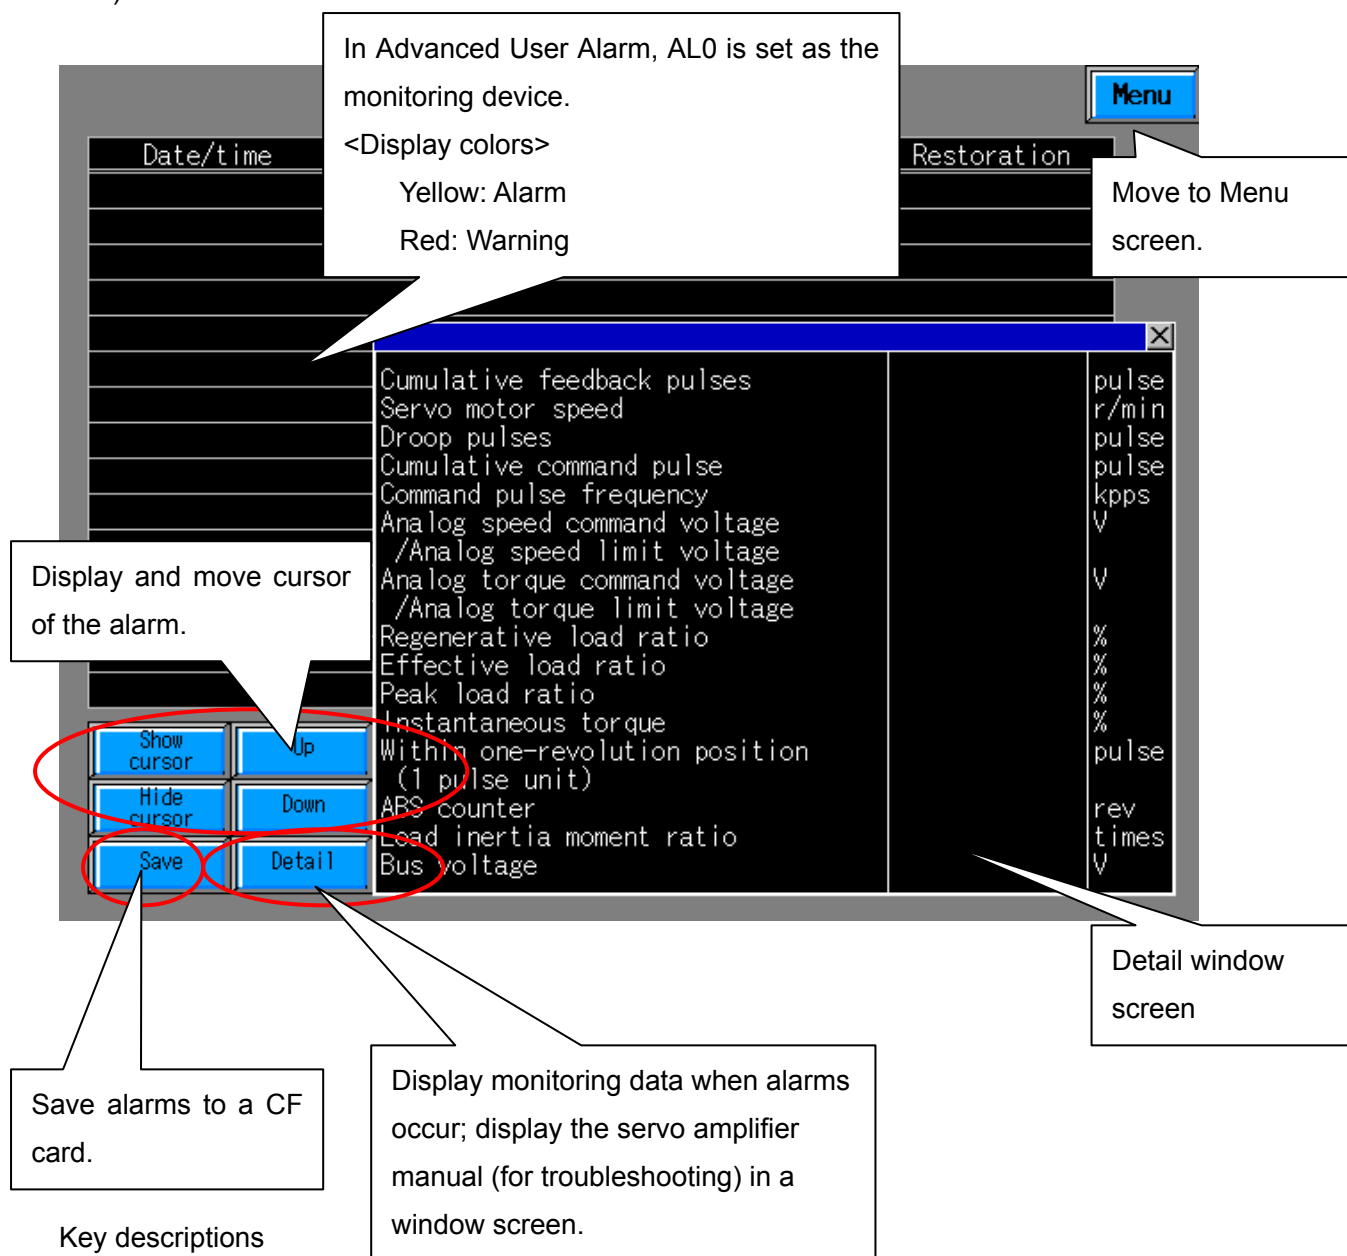 )
In Advanced User Alarm, AL0 is set as the
monitoring device.
<Display colors>
Yellow: Alarm
Red: Warning
Menu
Date/time
Restoration
Move to Menu
screen.
Cumulative feedback pulses pulse
Servo motor speed r/min
Droop pulses pulse
Cumulative command pulse pulse
Command pulse frequency kpps
Analog speed command voltage V
/Analog speed limit voltage
Analog torque command voltage V
/Analog torque limit voltage
Regenerative load ratio %
Effective load ratio %
Peak load ratio %
Instantaneous torque %
Within one-revolution position pulse
(1 pulse unit)
ABS counter rev
Load inertia moment ratio times
Bus voltage V
Display and move cursor
of the alarm.
Show
cursor
Up
Hide
cursor
Down
Save
Detail
Detail window
screen
Save alarms to a CF
card.
Display monitoring data when alarms
occur; display the servo amplifier
manual (for troubleshooting) in a
window screen.
Key descriptions